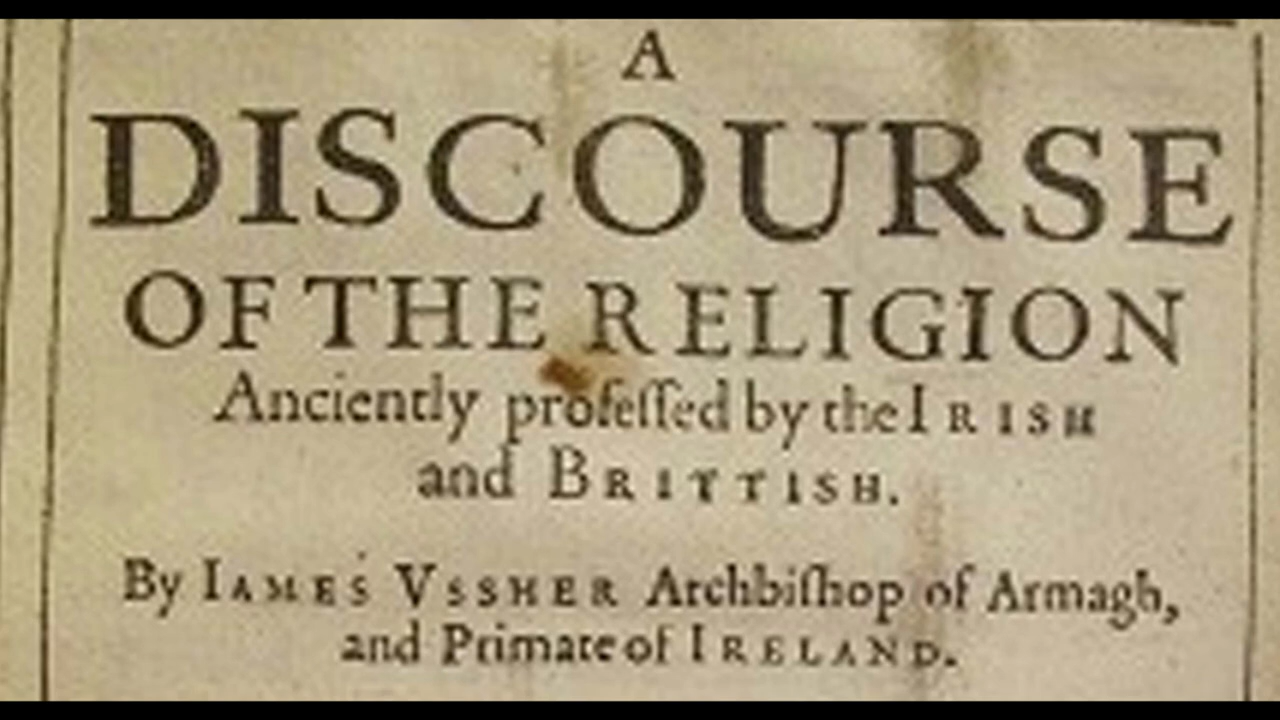 A
DISCOURSE
OF THE RELIGION
Anciently profeſſed by the IRISH
and BRITTISH.
By IAMES VSSHER Archbiſhop of Armagh,
and Primate of IRELAND.